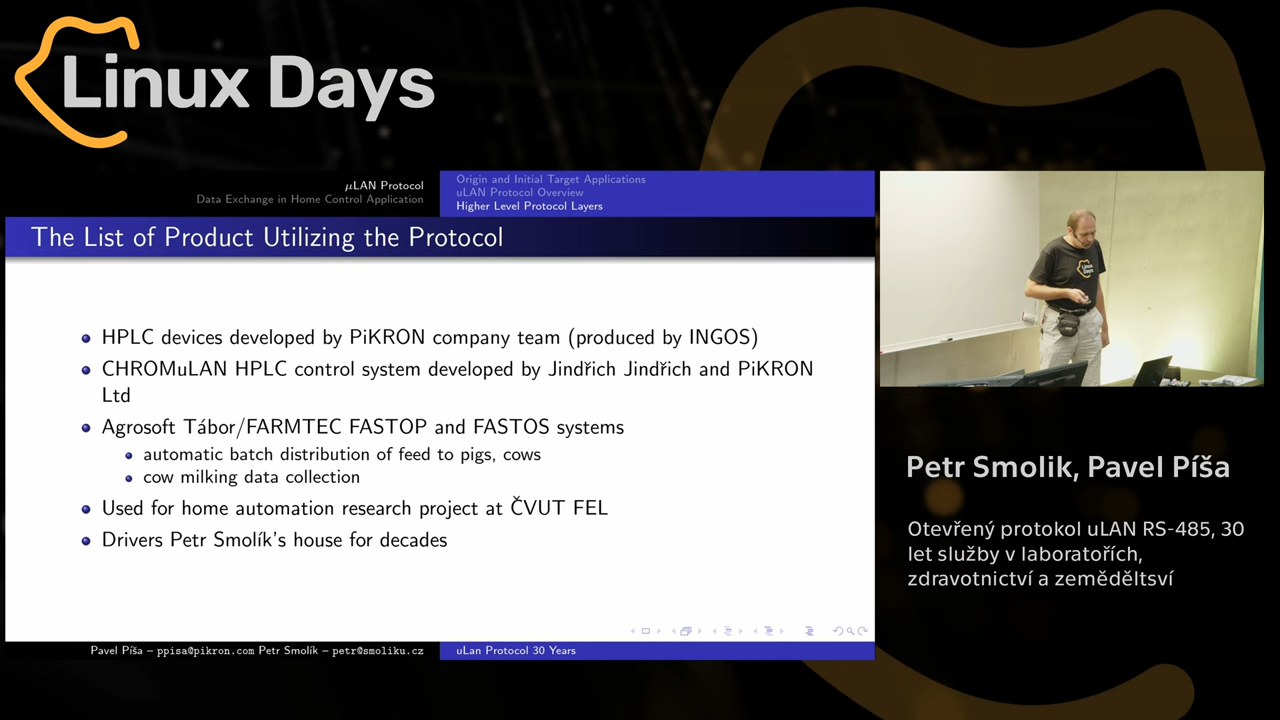 Linux Days
μLAN Protocol
Data Exchange in Home Control Application
Origin and Initial Target Applications
uLAN Protocol Overview
Higher Level Protocol Layers
The List of Product Utilizing the Protocol
HPLC devices developed by PiKRON company team (produced by INGOS)
CHROMuLAN HPLC control system developed by Jindřich Jindřich and PiKRON
Ltd
Agrosoft Tábor/FARMTEC FASTOP and FASTOS systems
automatic batch distribution of feed to pigs, cows
cow milking data collection
Used for home automation research project at ČVUT FEL
Drivers Petr Smolík's house for decades
Pavel Píša – ppisa@pikron.com Petr Smolík – petr@smoliku.cz
uLan Protocol 30 Years
Linux
Days
Petr Smolik, Pavel Píša
Otevřený protokol uLAN RS-485, 30
let služby v laboratořích,
zdravotnictví a zeměděltsví